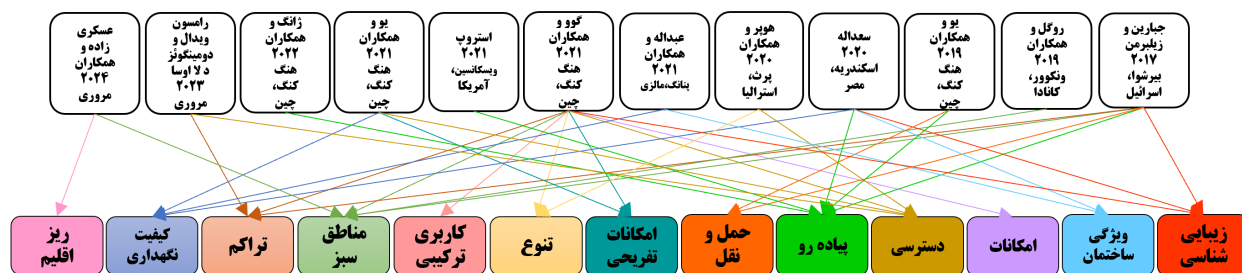 جبارین و
زیلبرمن
۲۰۱۷
بیرشوا،
اسرائیل
روگل و
همکاران
۲۰۱۹
ونکوور،
کانادا
یو و
همکاران
۲۰۱۹
هنگ
کنگ،
چین
سعداله
۲۰۲۰
اسکندریه،
مصر
هوپر و
همکاران
۲۰۲۰
پرث،
استرالیا
عبداله و
همکاران
۲۰۲۱
پنانگ،مالزی
گوو و
همکاران
۲۰۲۱
هنگ
کنگ،
چین
استروپ
۲۰۲۱
ویسکانسین،
آمریکا
یو و
همکاران
۲۰۲۱
هنگ
کنگ،
چین
ژانگ و
همکاران
۲۰۲۲
هنگ
کنگ،
چین
رامسون
ویدال و
دومینگوئز
د لا اوسا
۲۰۲۳
مروری
عسکری
زاده و
همکاران
۲۰۲۴
مروری
زیبایی
شناسی
ویژگی
ساختمان
امکانات
دسترسی
پیاده رو
حمل و
نقل
امکانات
تفریحی
تنوع
کاربری
ترکیبی
مناطق
سبز
تراکم
کیفیت
نگهداری
ریز
اقلیم